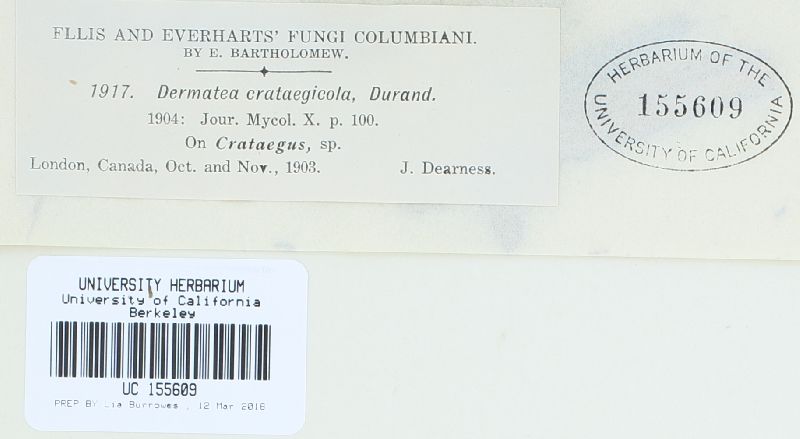 ELLIS AND EVERHARTS' FUNGI COLUMBIANI.
BY E. BARTHOLOMEW.
1917. Dermatea crataegicola, Durand.
1904: Jour. Mycol. X. p. 100.
On Crataegus, sp.
London, Canada, Oct. and Nov., 1903. J. Dearness.
HERBARIUM OF THE
155609
UNIVERSITY OF CALIFORNIA
UNIVERSITY HERBARIUM
University of California
Berkeley
UC 155609
PREP BY Lia Burrowes , 12 Mar 2016